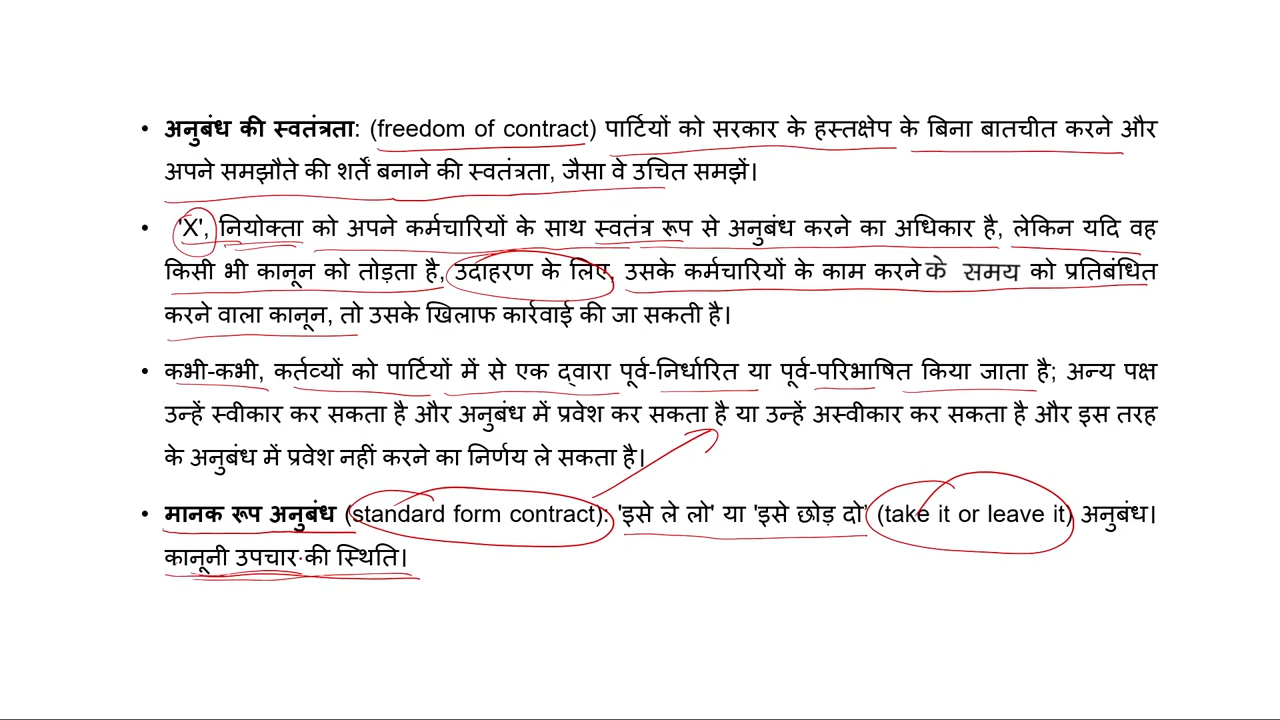 • अनुबंध की स्वतंत्रता: (freedom of contract) पार्टियों को सरकार के हस्तक्षेप के बिना बातचीत करने और
अपने समझौते की शर्तें बनाने की स्वतंत्रता, जैसा वे उचित समझें।
• 'X', नियोक्ता को अपने कर्मचारियों के साथ स्वतंत्र रूप से अनुबंध करने का अधिकार है, लेकिन यदि वह
किसी भी कानून को तोड़ता है, उदाहरण के लिए, उसके कर्मचारियों के काम करने के समय को प्रतिबंधित
करने वाला कानून, तो उसके खिलाफ कार्रवाई की जा सकती है।
• कभी-कभी, कर्तव्यों को पार्टियों में से एक द्वारा पूर्व-निर्धारित या पूर्व-परिभाषित किया जाता है; अन्य पक्ष
उन्हें स्वीकार कर सकता है और अनुबंध में प्रवेश कर सकता है या उन्हें अस्वीकार कर सकता है और इस तरह
के अनुबंध में प्रवेश नहीं करने का निर्णय ले सकता है।
• मानक रूप अनुबंध (standard form contract): 'इसे ले लो' या 'इसे छोड़ दो' (take it or leave it) अनुबंध।
कानूनी उपचार की स्थिति।